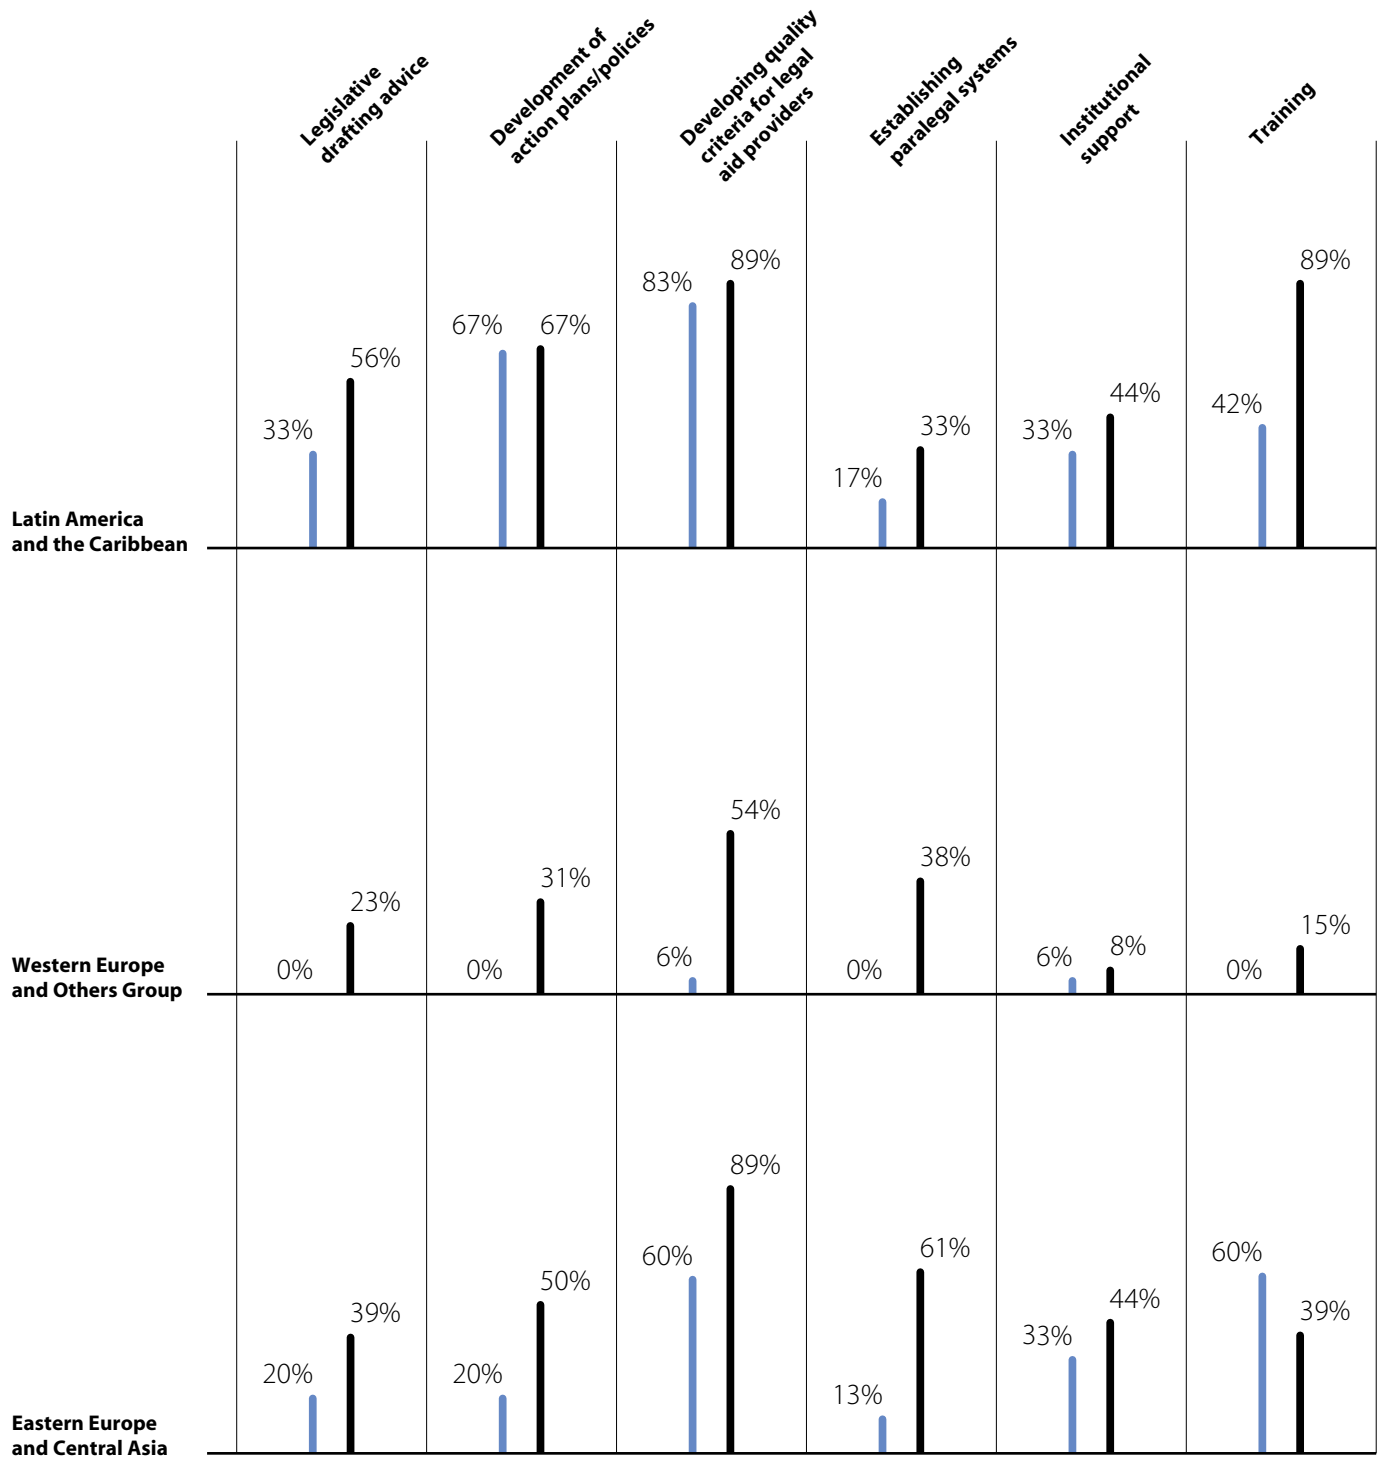 Legislative
drafting advice
Development of
action plans/policies
Developing quality
criteria for legal
aid providers
Establishing
paralegal systems
Institutional
support
Training
33%
56%
67%
67%
83%
89%
17%
33%
33%
44%
42%
89%
Latin America
and the Caribbean
0%
23%
0%
31%
6%
54%
0%
38%
6%
8%
0%
15%
Western Europe
and Others Group
20%
39%
20%
50%
60%
89%
13%
61%
33%
44%
60%
39%
Eastern Europe
and Central Asia